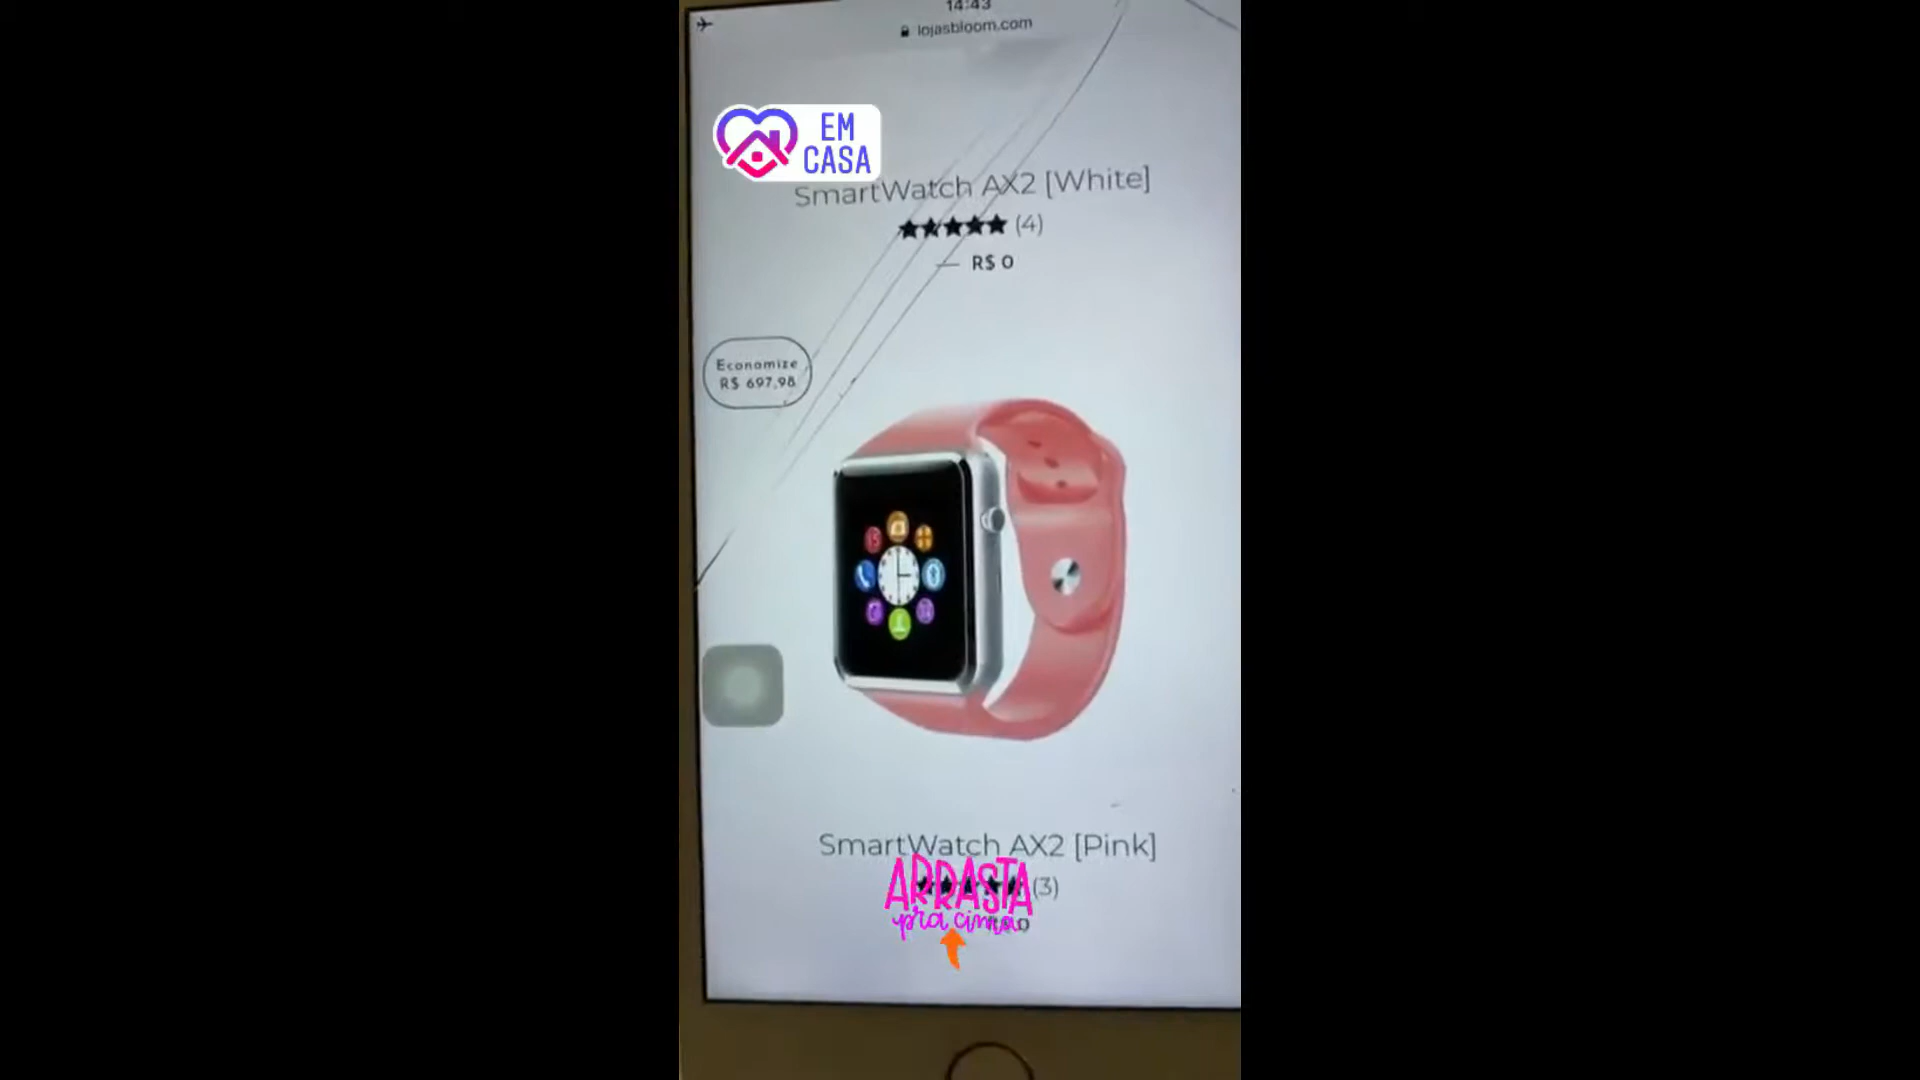 14:43
lojasbloom.com
EM
CASA
SmartWatch AX2 [White]
(4)
R$ 0
Economize
R$ 697,98
SmartWatch AX2 [Pink]
(3)
ARRASTA
pra cima